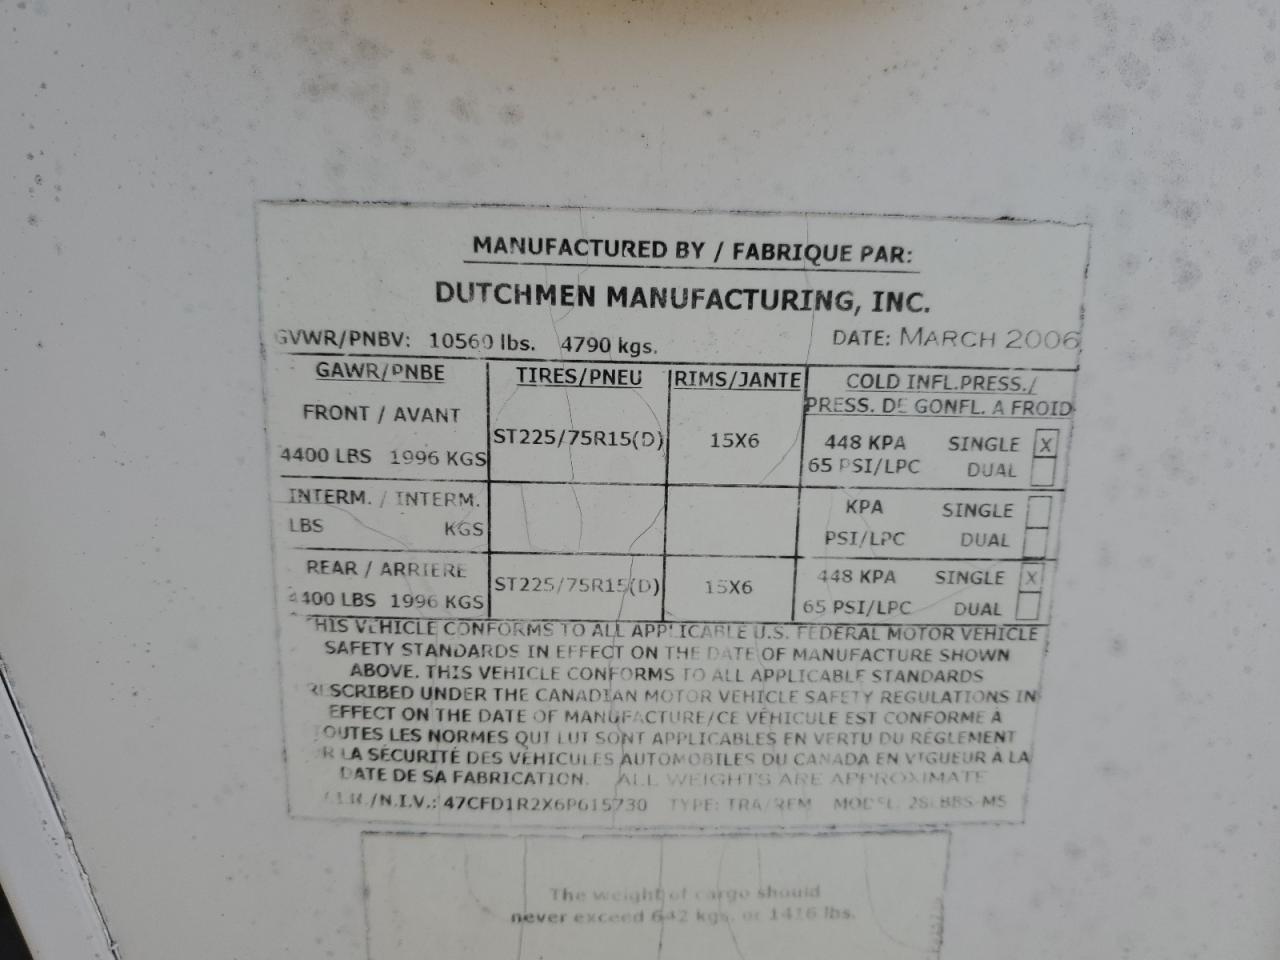 MANUFACTURED BY / FABRIQUE PAR:
DUTCHMEN MANUFACTURING, INC.
GVWR/PNBV: 10560 lbs. 4790 kgs. DATE: MARCH 2006
GAWR/PNBE TIRES/PNEU RIMS/JANTE COLD INFL.PRESS./
PRESS. DE GONFL. A FROID
FRONT / AVANT
4400 LBS 1996 KGS ST225/75R15(D) 15X6 448 KPA SINGLE X
65 PSI/LPC DUAL
INTERM. / INTERM. KPA SINGLE
LBS KGS PSI/LPC DUAL
REAR / ARRIERE ST225/75R15(D) 15X6 448 KPA SINGLE X
4400 LBS 1996 KGS 65 PSI/LPC DUAL
THIS VEHICLE CONFORMS TO ALL APPLICABLE U.S. FEDERAL MOTOR VEHICLE
SAFETY STANDARDS IN EFFECT ON THE DATE OF MANUFACTURE SHOWN
ABOVE. THIS VEHICLE CONFORMS TO ALL APPLICABLE STANDARDS
RESCRIBED UNDER THE CANADIAN MOTOR VEHICLE SAFETY REGULATIONS IN
EFFECT ON THE DATE OF MANUFACTURE/CE VÉHICULE EST CONFORME À
TOUTES LES NORMES QUI LUI SONT APPLICABLES EN VERTU DU RÈGLEMENT
LA SÉCURITÉ DES VÉHICULES AUTOMOBILES DU CANADA EN VIGUEUR À LA
DATE DE SA FABRICATION. ALL WEIGHTS ARE APPROXIMATE
/N.I.V.: 47CFD1R2X6P615730 TYPE: TRA/REM MODEL:
The weight of cargo should
never exceed 642 kgs. or 1416 lbs.